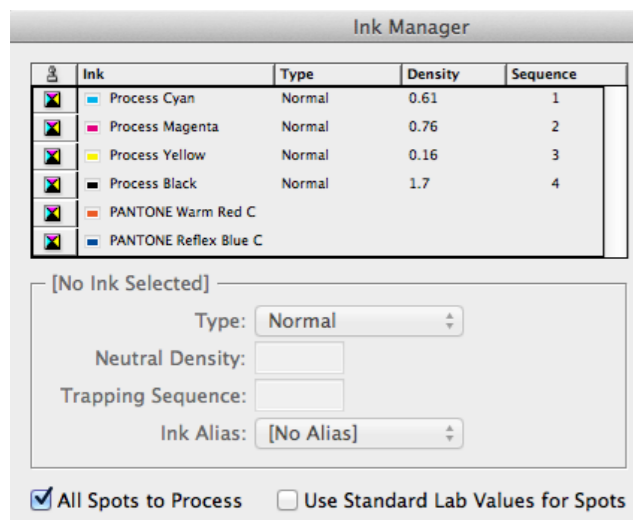 Ink Manager
Ink Type Density Sequence
Process Cyan Normal 0.61 1
Process Magenta Normal 0.76 2
Process Yellow Normal 0.16 3
Process Black Normal 1.7 4
PANTONE Warm Red C
PANTONE Reflex Blue C
[No Ink Selected]
Type: Normal
Neutral Density:
Trapping Sequence:
Ink Alias: [No Alias]
All Spots to Process Use Standard Lab Values for Spots